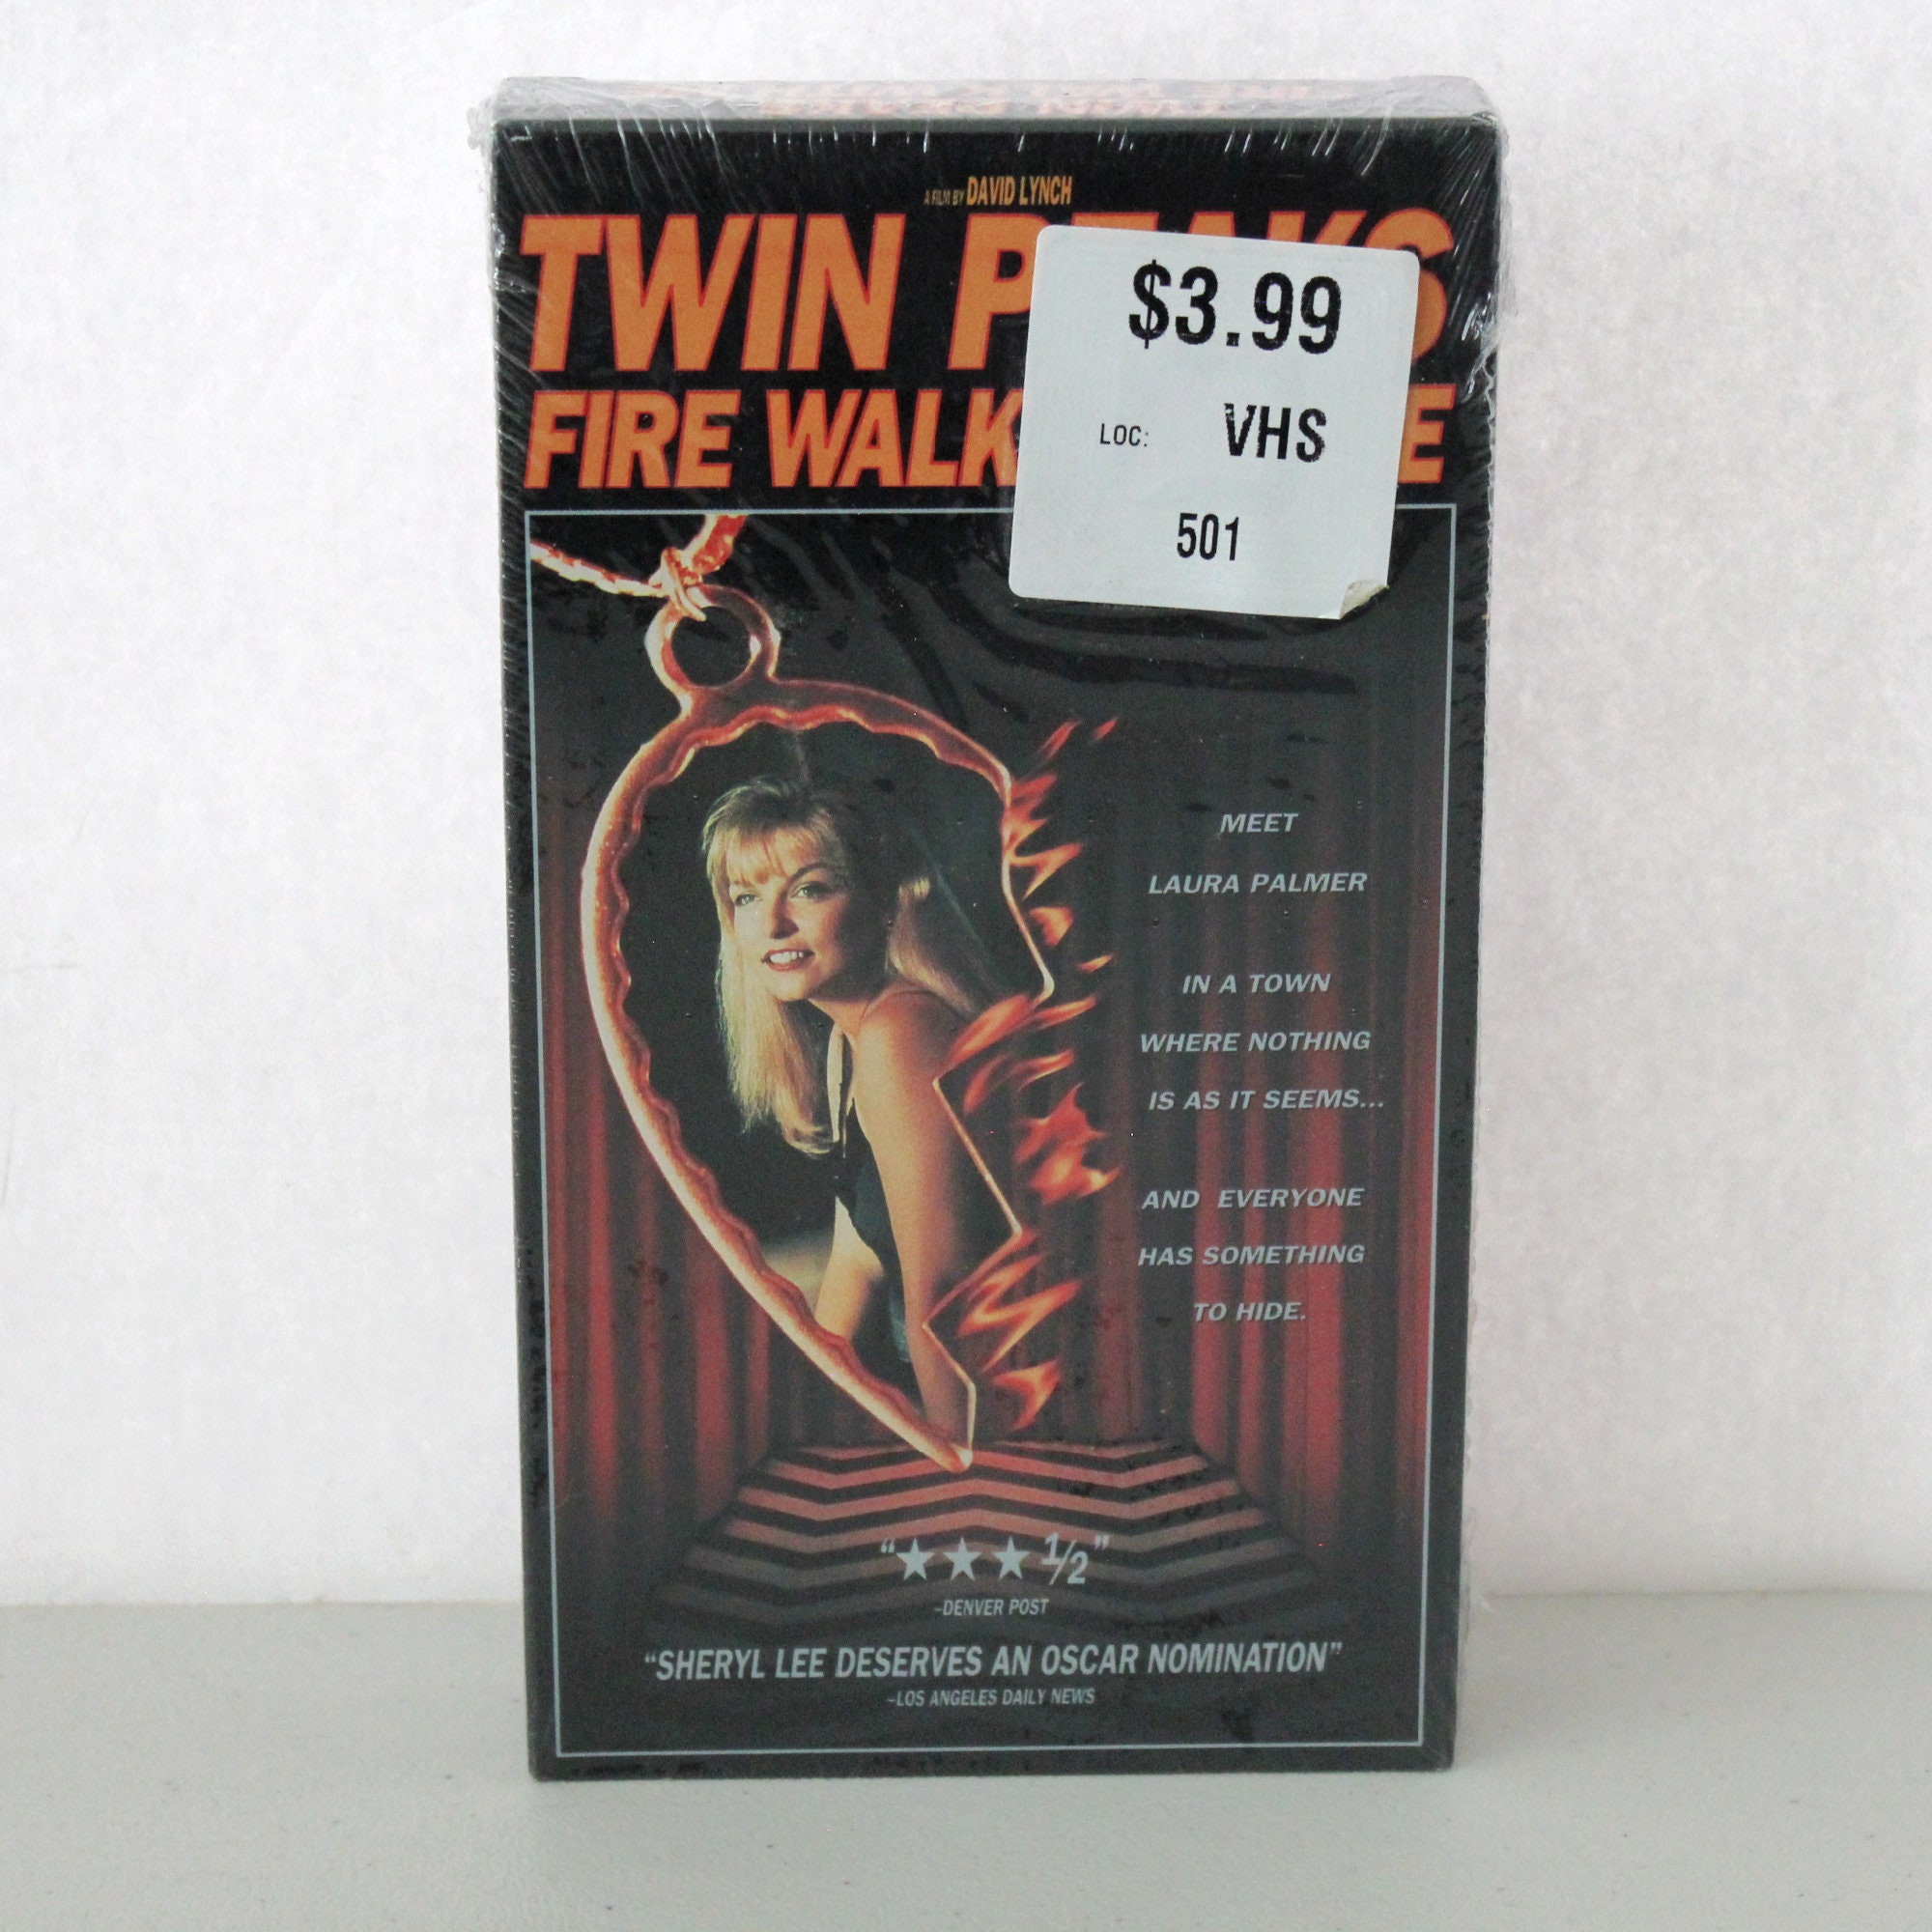 A FILM BY DAVID LYNCH
TWIN PEAKS
FIRE WALK
$3.99
LOC: VHS
501
MEET
LAURA PALMER
IN A TOWN
WHERE NOTHING
IS AS IT SEEMS...
AND EVERYONE
HAS SOMETHING
TO HIDE.
"★★★ 1/2"
-DENVER POST
"SHERYL LEE DESERVES AN OSCAR NOMINATION"
-LOS ANGELES DAILY NEWS